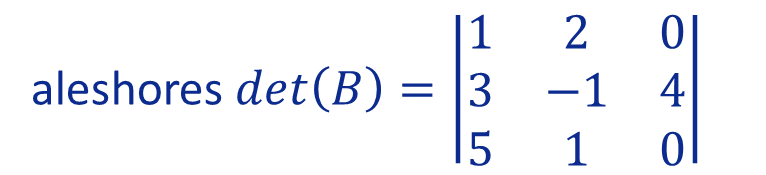 aleshores det(B) = |1 2 0|
|3 −1 4|
|5 1 0|